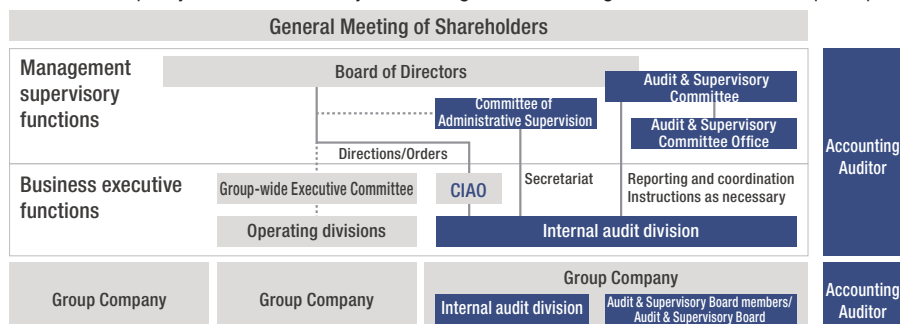 General Meeting of Shareholders
Management
supervisory
functions
Board of Directors
Audit & Supervisory
Committee
Committee of
Administrative Supervision
Audit & Supervisory
Committee Office
Accounting
Auditor
Directions/Orders
Business executive
functions
Group-wide Executive Committee
CIAO
Secretariat
Reporting and coordination
Instructions as necessary
Operating divisions
Internal audit division
Group Company
Group Company
Group Company
Internal audit division
Audit & Supervisory Board members/
Audit & Supervisory Board
Accounting
Auditor